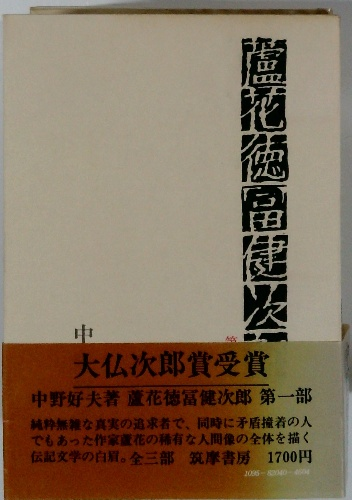 蘆花徳冨健次
第
中
大仏次郎賞受賞
中野好夫著 蘆花徳冨健次郎 第一部
純粋無雑な真実の追求者で、同時に矛盾撞着の人
でもあった作家蘆花の稀有な人間像の全体を描く
伝記文学の白眉。全三部 筑摩書房 1700円